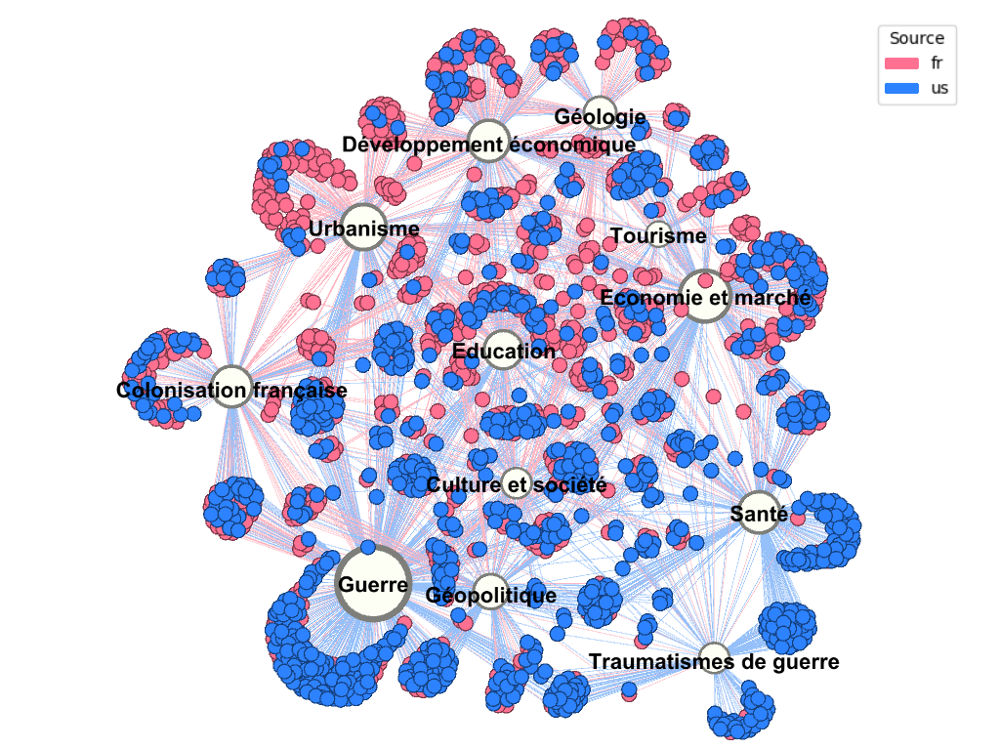 Source
fr
us
Géologie
Développement économique
Urbanisme
Tourisme
Economie et marché
Education
Colonisation française
Culture et société
Santé
Guerre
Géopolitique
Traumatismes de guerre